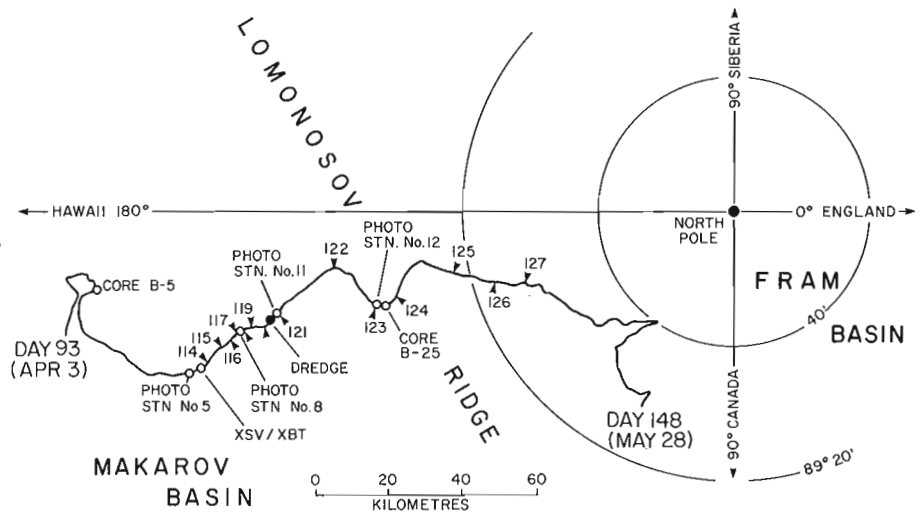 LOMONOSOV
90° SIBERIA
HAWAII 180°
0° ENGLAND
NORTH
POLE
PHOTO
STN. No.12
122
125
PHOTO
STN. No.11
127
CORE B-5
FRAM
126
119
117
123
124
121
40'
115
CORE
B-25
BASIN
DAY 93
(APR 3)
114
116
DREDGE
RIDGE
PHOTO
STN No 5
PHOTO
STN No.8
DAY 148
(MAY 28)
90° CANADA
XSV/XBT
89° 20'
MAKAROV
BASIN
0 20 40 60
KILOMETRES